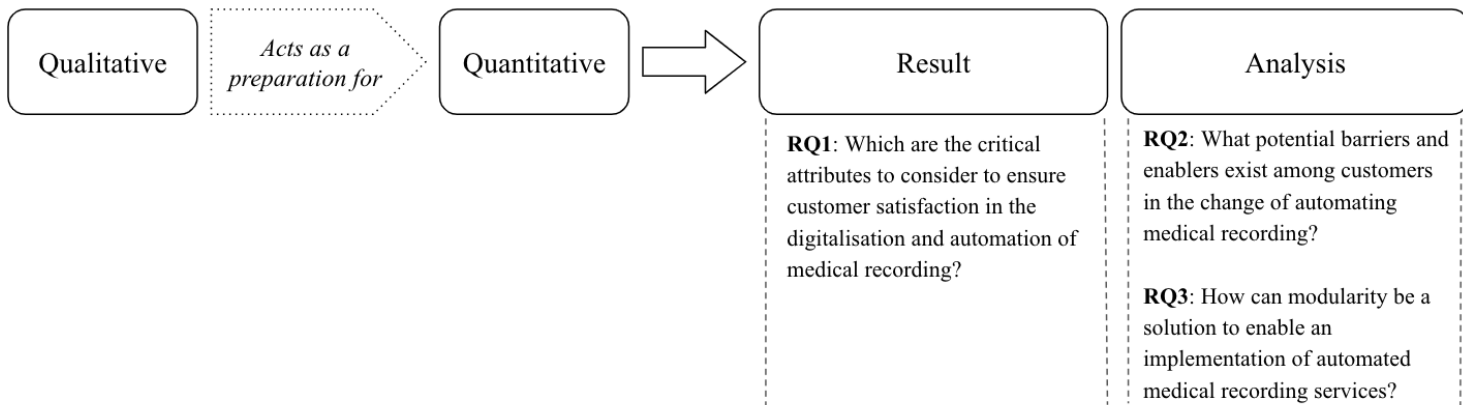 Qualitative
Acts as a
preparation for
Quantitative
Result
Analysis
RQ1: Which are the critical
attributes to consider to ensure
customer satisfaction in the
digitalisation and automation of
medical recording?
RQ2: What potential barriers and
enablers exist among customers
in the change of automating
medical recording?
RQ3: How can modularity be a
solution to enable an
implementation of automated
medical recording services?